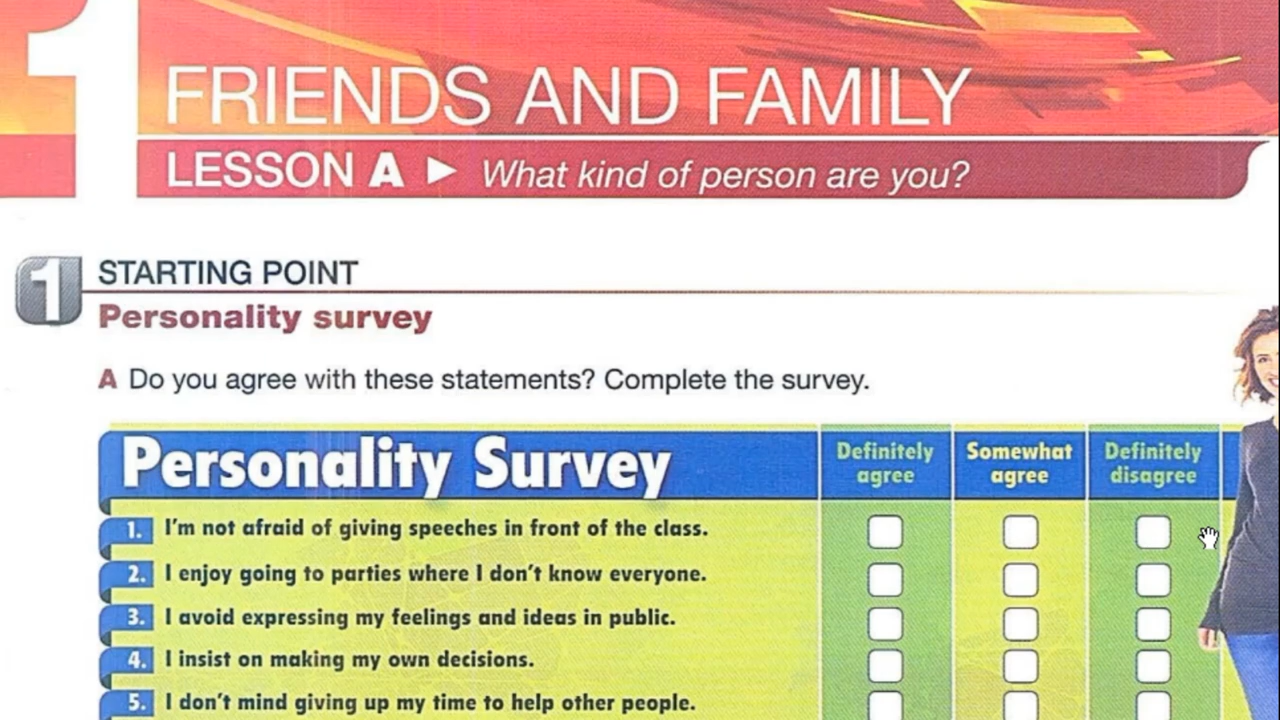 1
FRIENDS AND FAMILY
LESSON A ► What kind of person are you?
1
STARTING POINT
Personality survey
A Do you agree with these statements? Complete the survey.
Personality Survey
Definitely agree
Somewhat agree
Definitely disagree
1. I'm not afraid of giving speeches in front of the class.
2. I enjoy going to parties where I don't know everyone.
3. I avoid expressing my feelings and ideas in public.
4. I insist on making my own decisions.
5. I don't mind giving up my time to help other people.